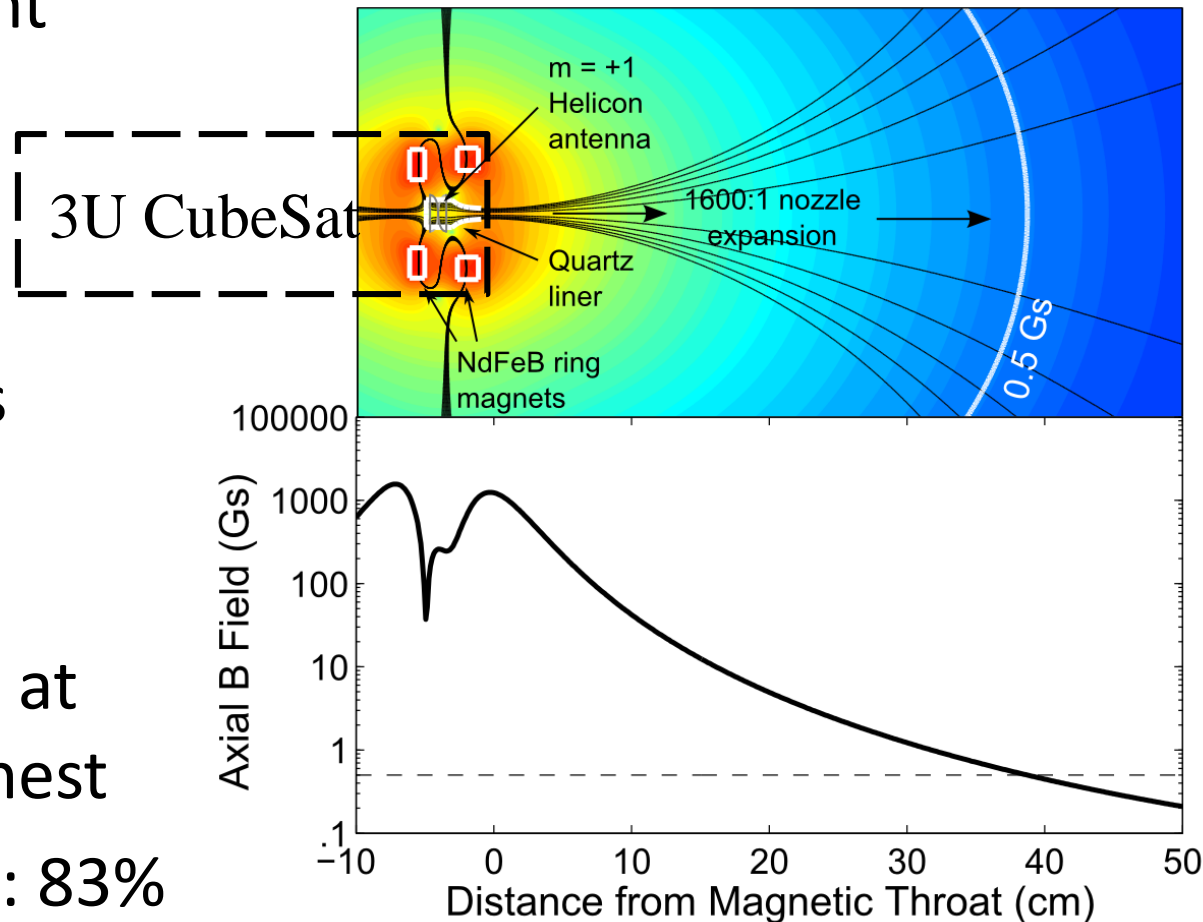 m = +1
Helicon
antenna
3U CubeSat
1600:1 nozzle
expansion
Quartz
liner
0.5 Gs
NdFeB ring
magnets
s
at
: 83%
Axial B Field (Gs)
100000
1000
100
10
1
.1
−10 0 10 20 30 40 50
Distance from Magnetic Throat (cm)